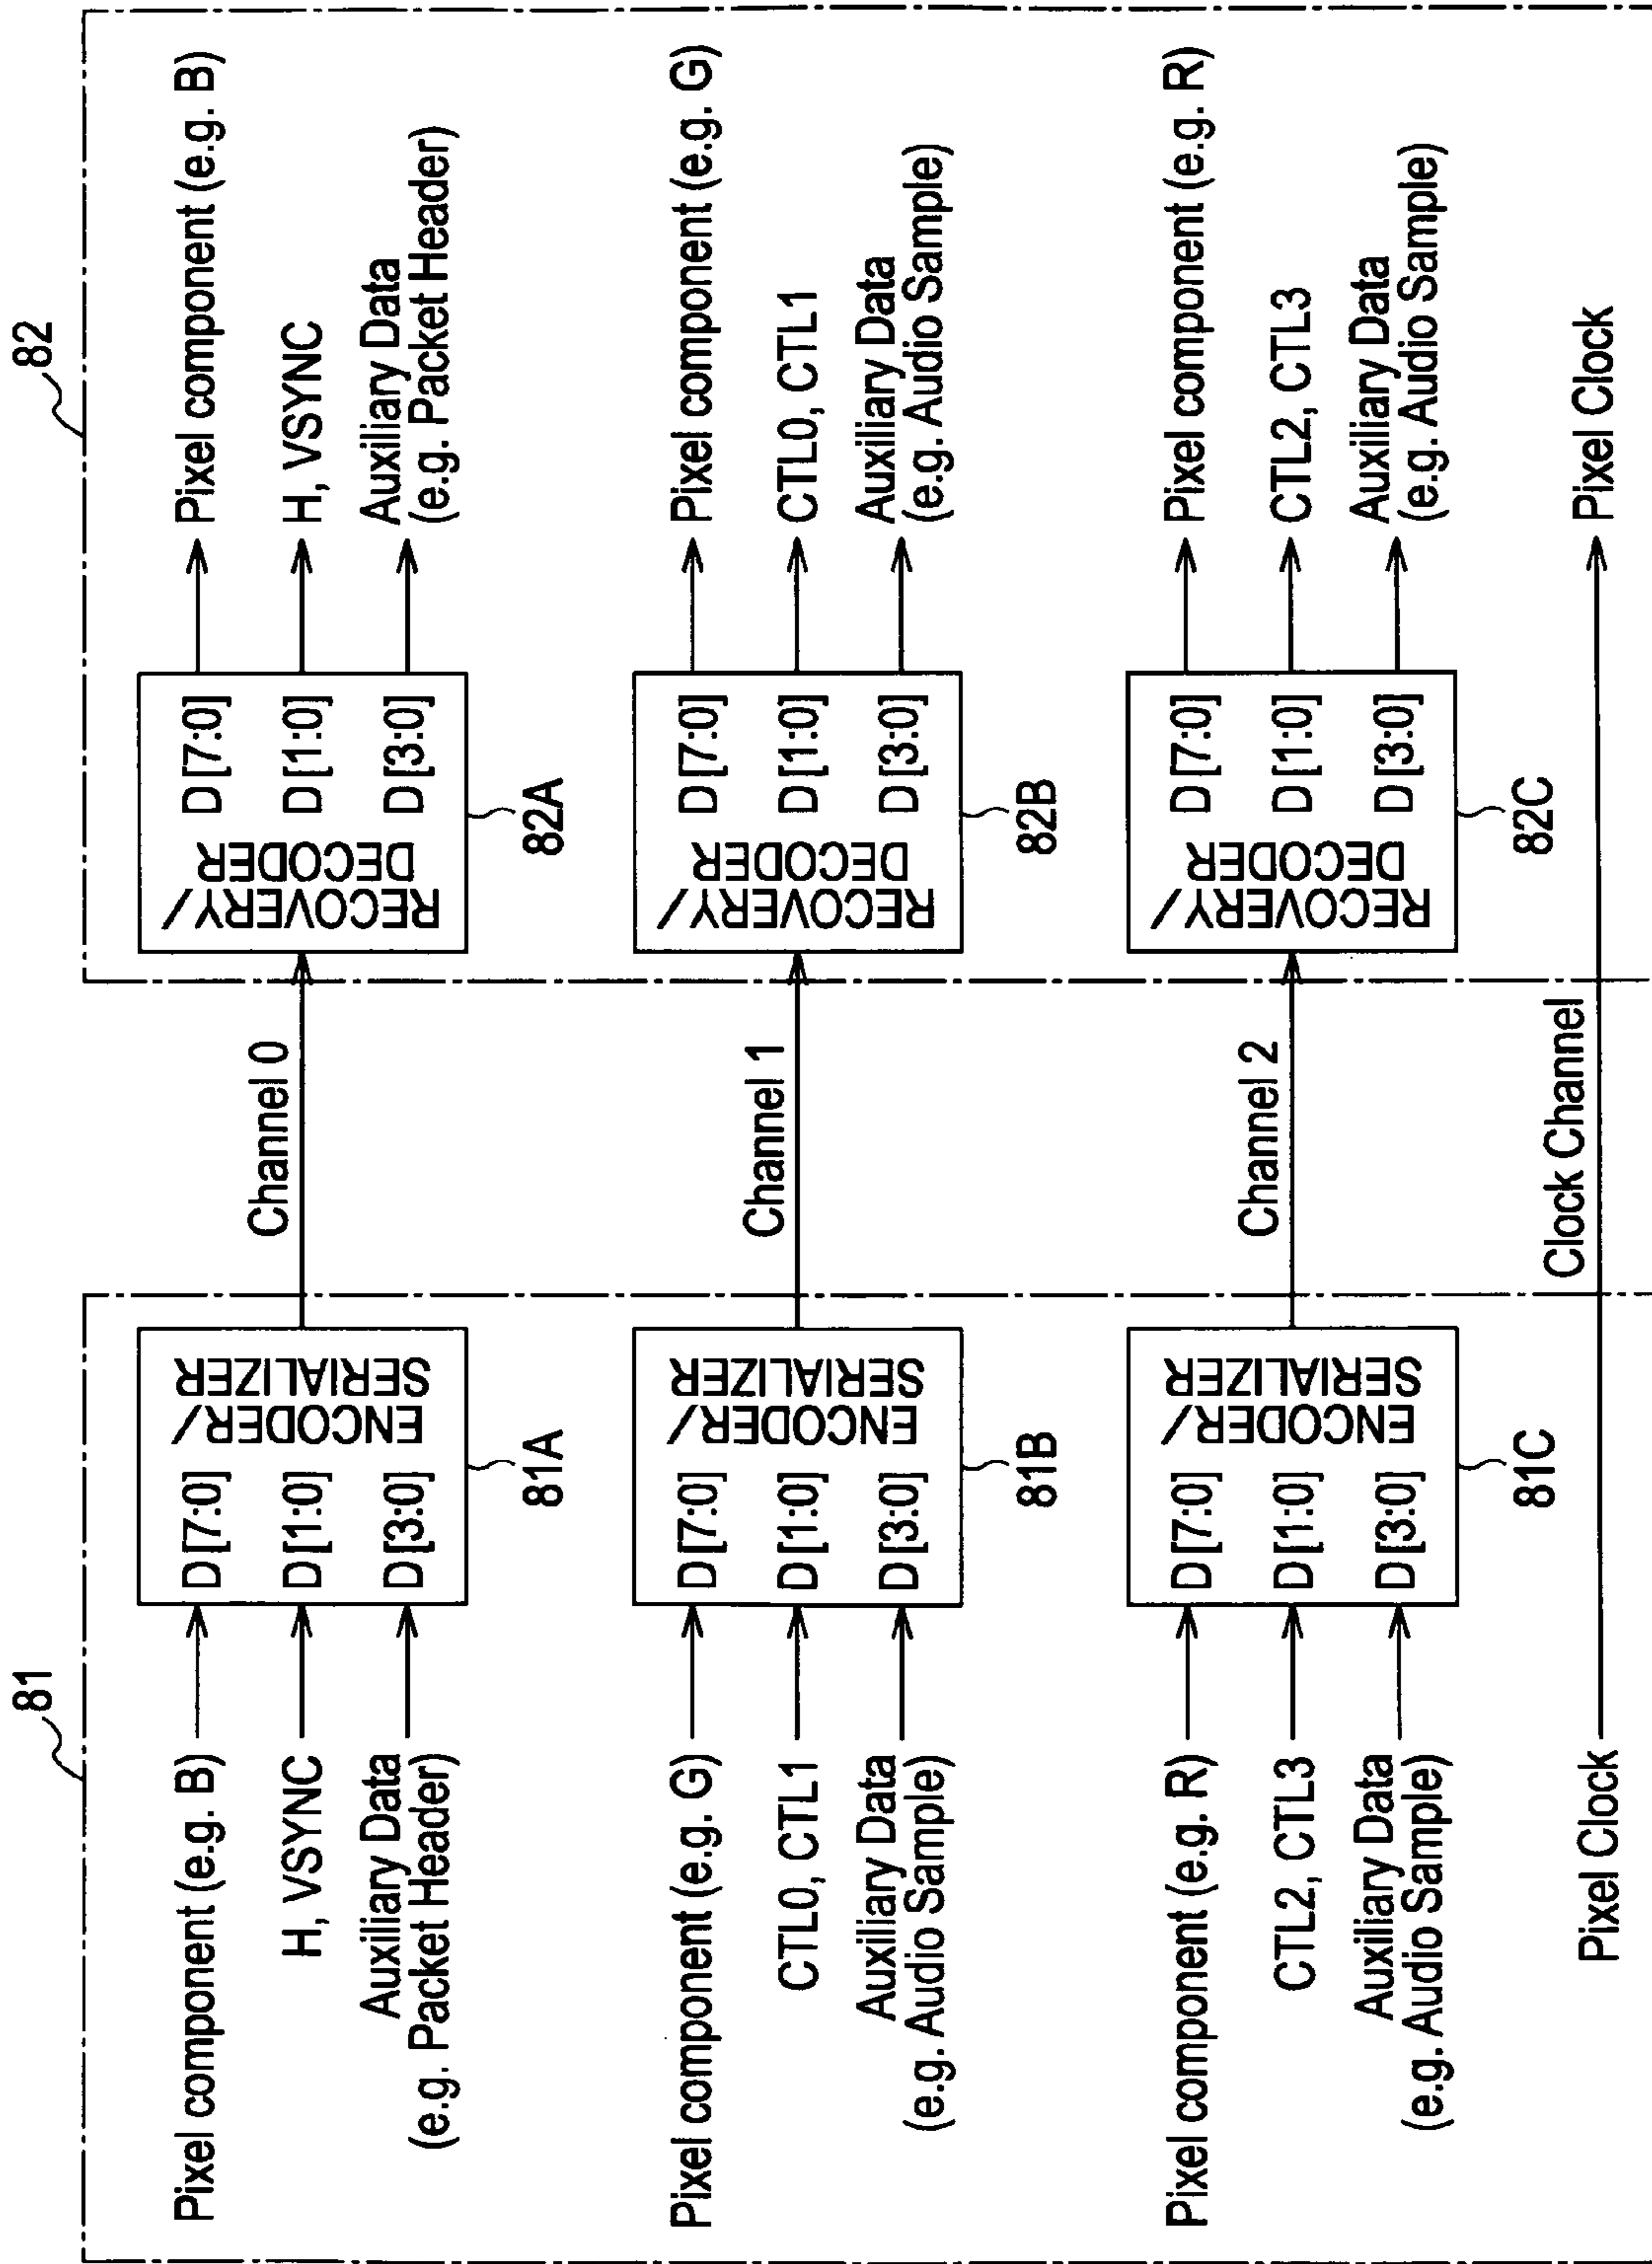 81
Pixel component (e.g. B)
H, VSYNC
Auxiliary Data
(e.g. Packet Header)
D [7:0]
D [1:0]
D [3:0]
ENCODER/
SERIALIZER
81A
Channel 0
82
RECOVERY/
DECODER
D [7:0]
D [1:0]
D [3:0]
82A
Pixel component (e.g. B)
H, VSYNC
Auxiliary Data
(e.g. Packet Header)
Pixel component (e.g. G)
CTL0, CTL1
Auxiliary Data
(e.g. Audio Sample)
D [7:0]
D [1:0]
D [3:0]
ENCODER/
SERIALIZER
81B
Channel 1
RECOVERY/
DECODER
D [7:0]
D [1:0]
D [3:0]
82B
Pixel component (e.g. G)
CTL0, CTL1
Auxiliary Data
(e.g. Audio Sample)
Pixel component (e.g. R)
CTL2, CTL3
Auxiliary Data
(e.g. Audio Sample)
D [7:0]
D [1:0]
D [3:0]
ENCODER/
SERIALIZER
81C
Channel 2
RECOVERY/
DECODER
D [7:0]
D [1:0]
D [3:0]
82C
Pixel component (e.g. R)
CTL2, CTL3
Auxiliary Data
(e.g. Audio Sample)
Pixel Clock
Clock Channel
Pixel Clock